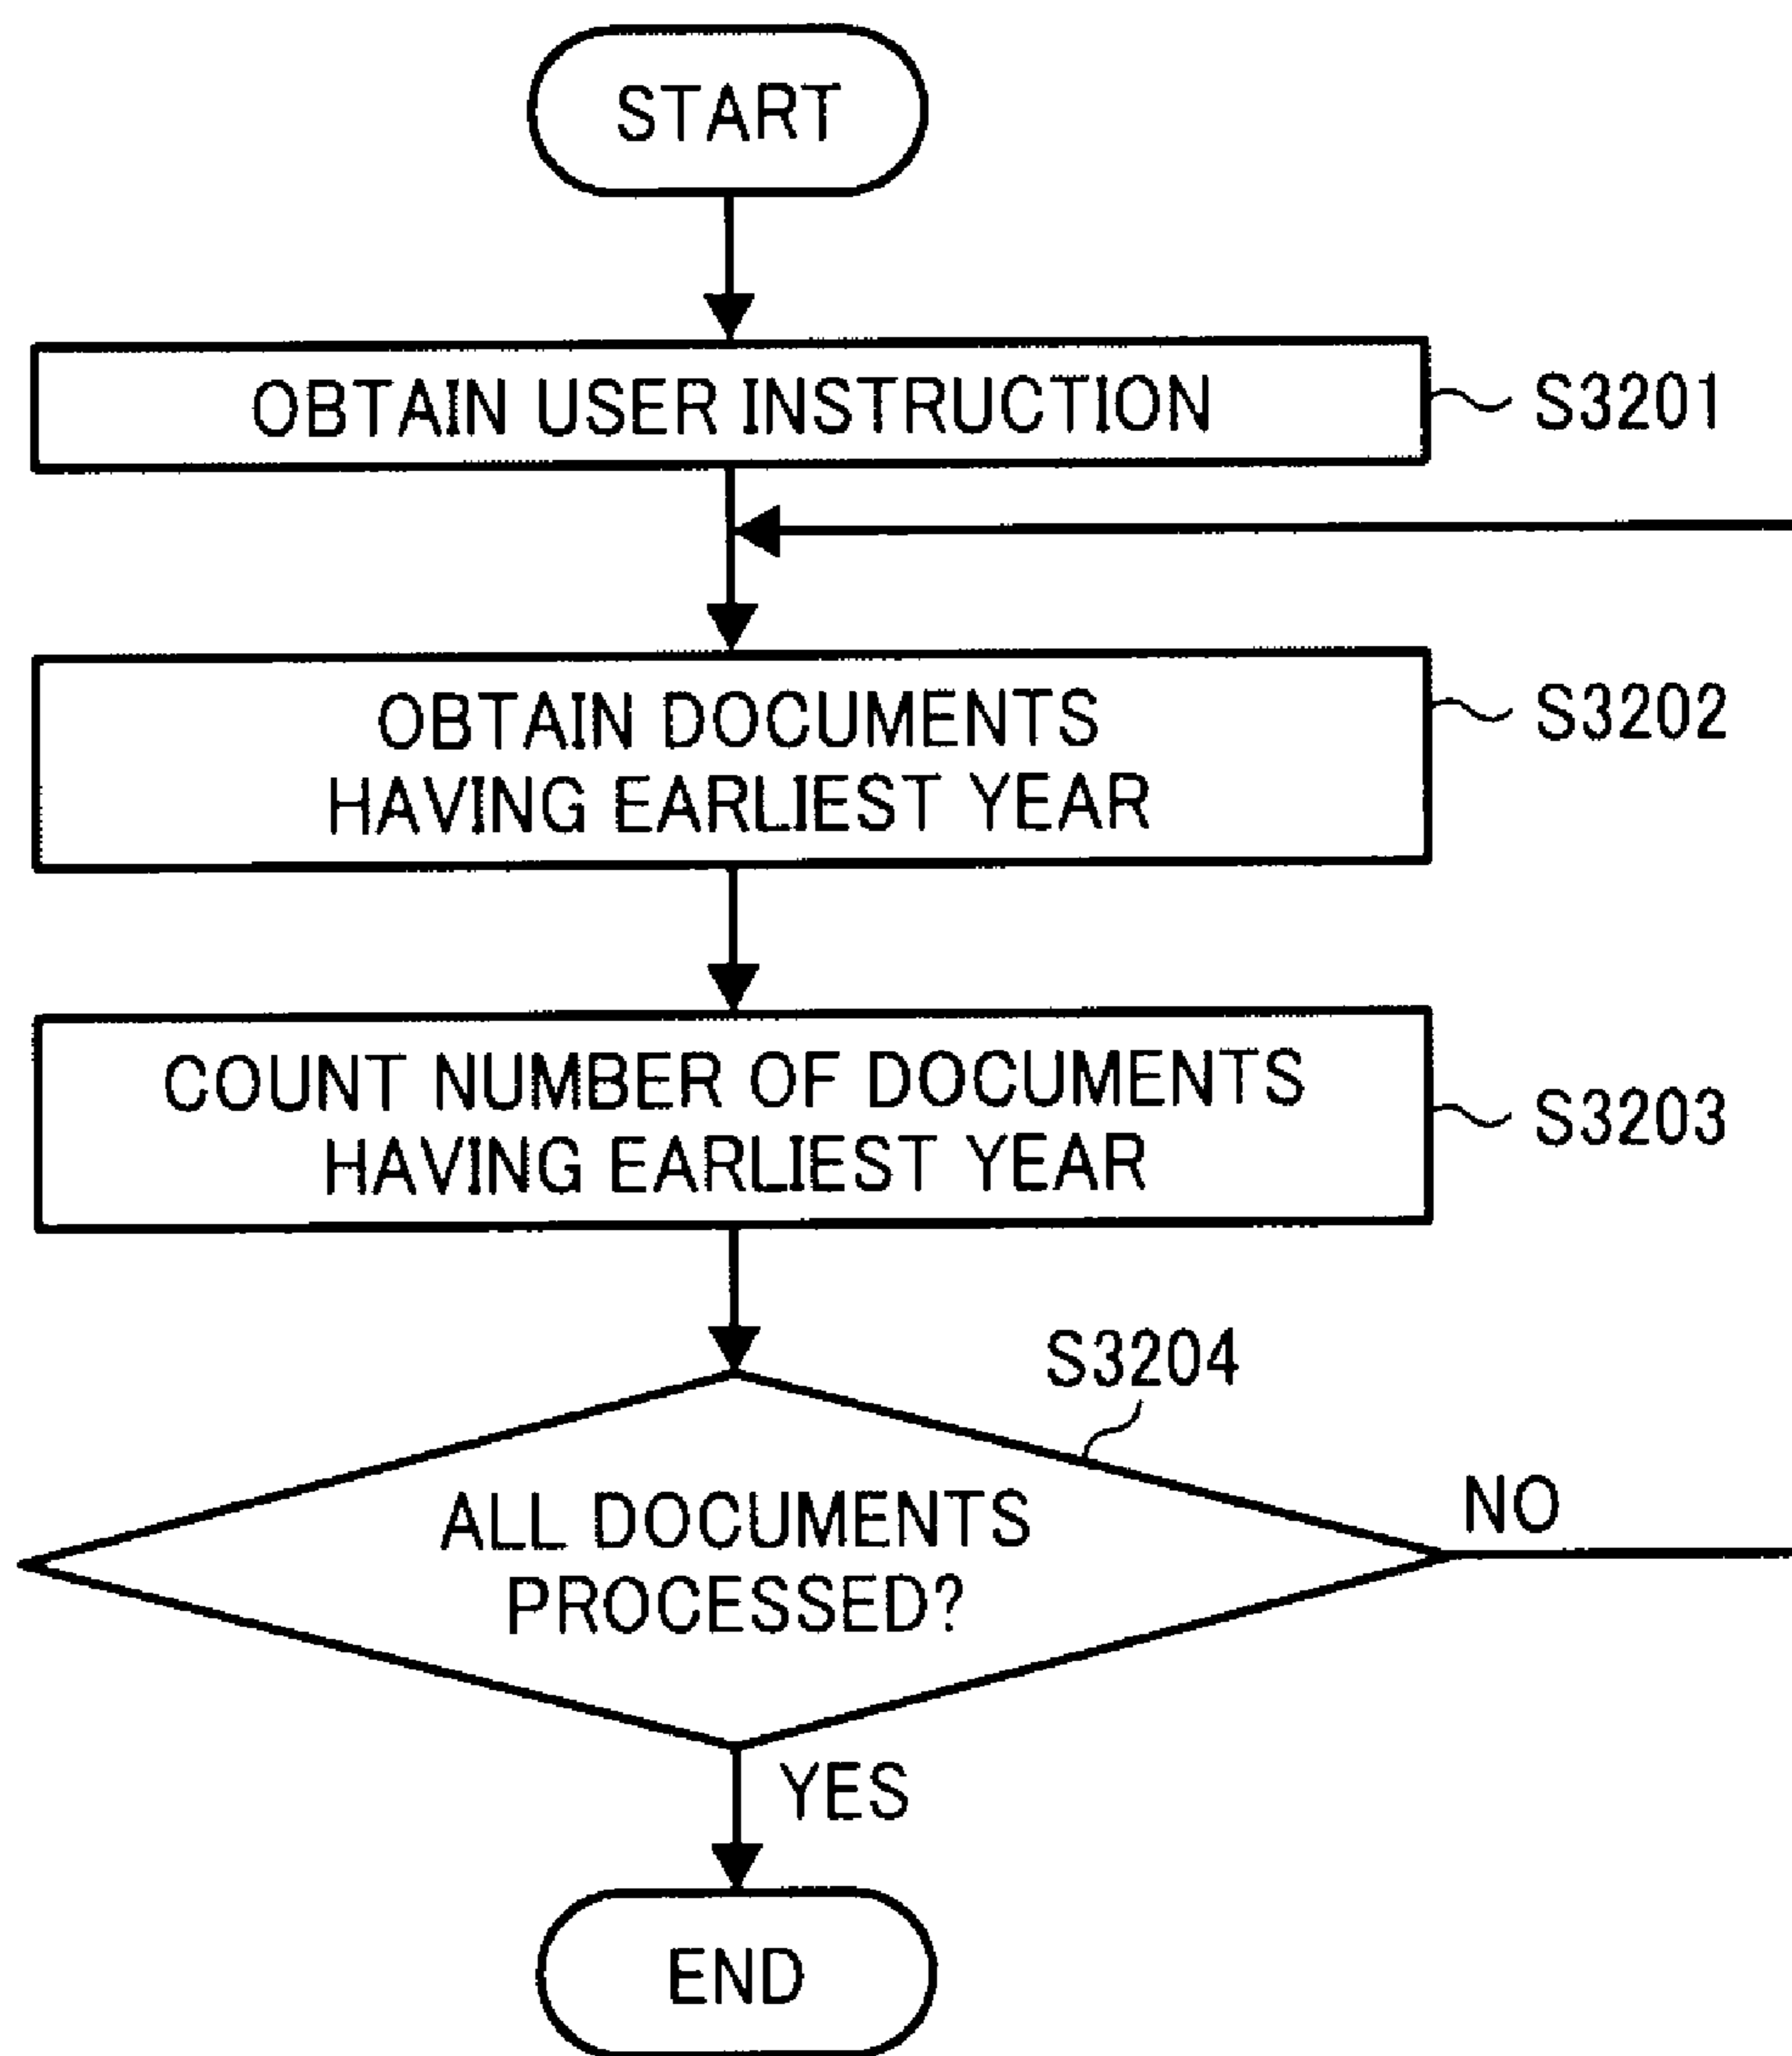 START
OBTAIN USER INSTRUCTION
S3201
OBTAIN DOCUMENTS
HAVING EARLIEST YEAR
S3202
COUNT NUMBER OF DOCUMENTS
HAVING EARLIEST YEAR
S3203
S3204
ALL DOCUMENTS
PROCESSED?
NO
YES
END